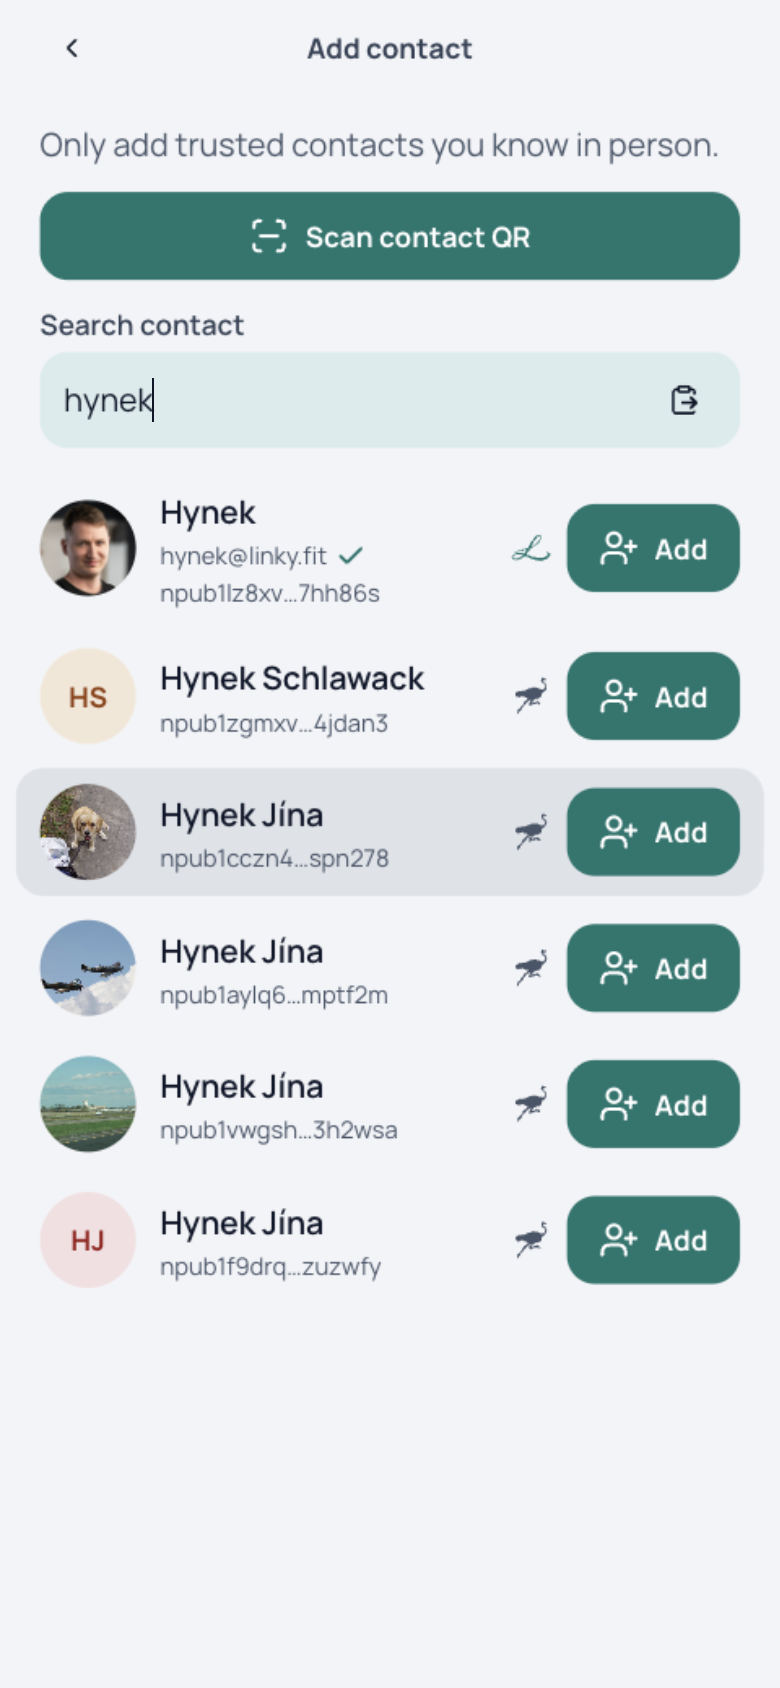 Add contact
Only add trusted contacts you know in person.
Scan contact QR
Search contact
hynek
Hynek
hynek@linky.fit
npub1lz8xv...7hh86s
Add
Hynek Schlawack
npub1zgmxv...4jdan3
Add
HS
Hynek Jína
npub1cczn4...spn278
Add
Hynek Jína
npub1aylq6...mptf2m
Add
Hynek Jína
npub1vwgsh...3h2wsa
Add
HJ
Hynek Jína
npub1f9drq...zuzwfy
Add